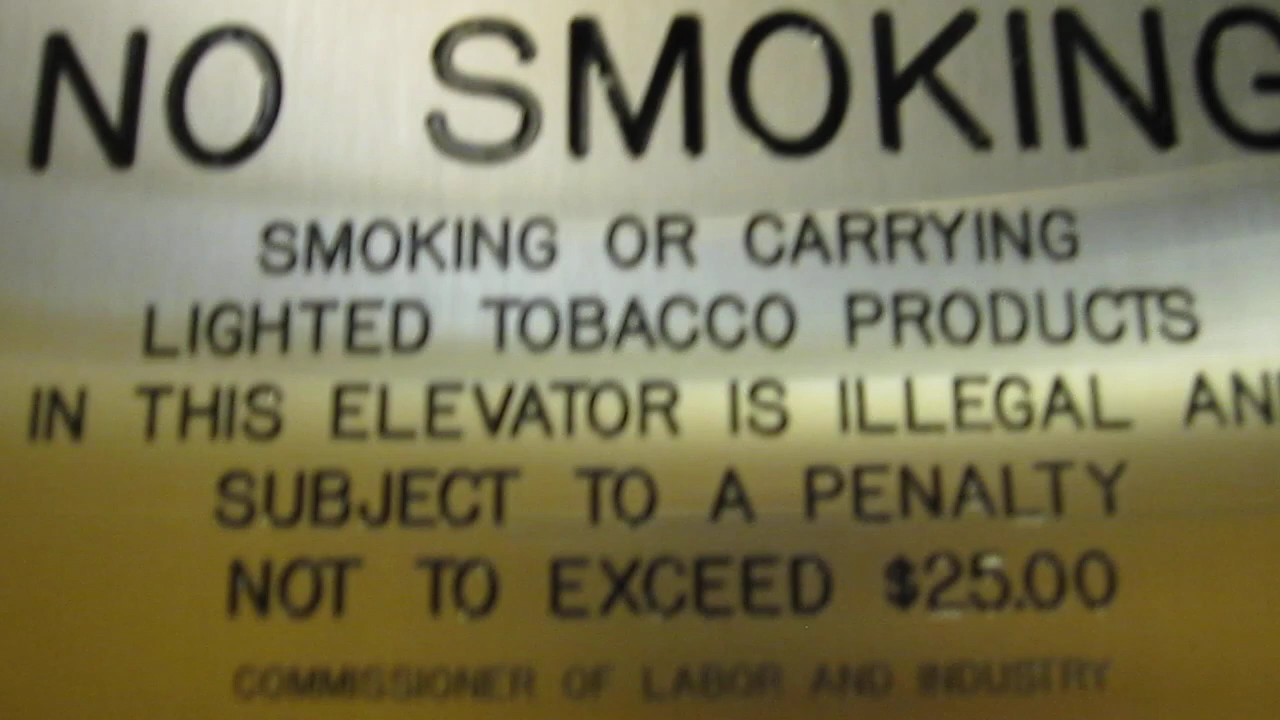 NO SMOKING
SMOKING OR CARRYING
LIGHTED TOBACCO PRODUCTS
IN THIS ELEVATOR IS ILLEGAL AND
SUBJECT TO A PENALTY
NOT TO EXCEED $25.00
COMMISSIONER OF LABOR AND INDUSTRY